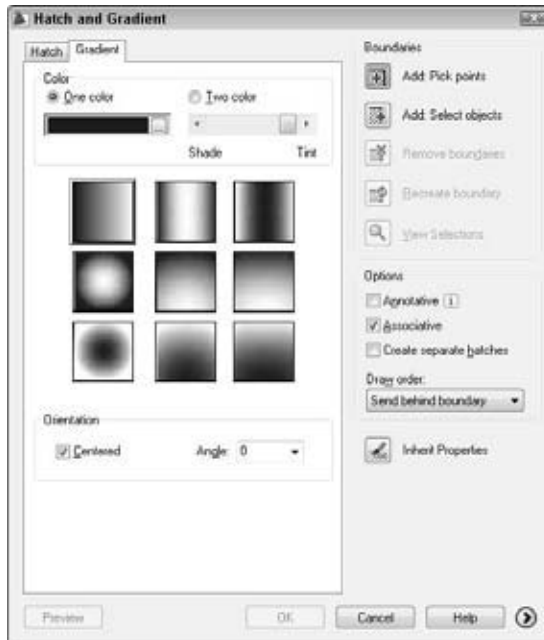 Hatch and Gradient
Hatch Gradient
Color
One color
Two color
Shade Tint
Orientation
Centered
Angle: 0
Boundaries
Add: Pick points
Add: Select objects
Remove boundaries
Recreate boundary
View Selections
Options
Annotative
Associative
Create separate hatches
Draw order:
Send behind boundary
Inherit Properties
Preview
OK
Cancel
Help